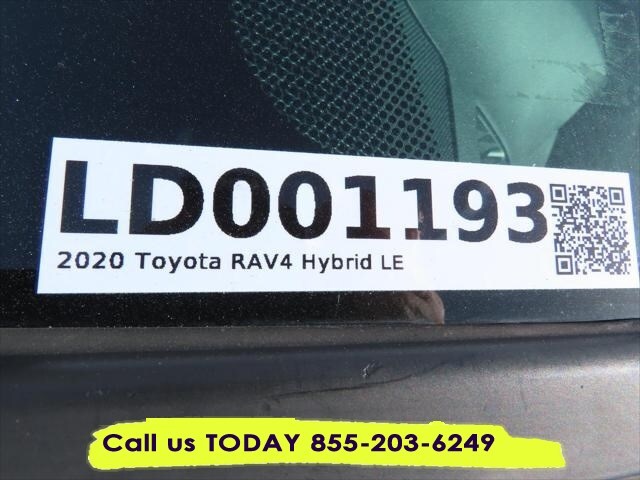 LD001193
2020 Toyota RAV4 Hybrid LE
Call us TODAY 855-203-6249